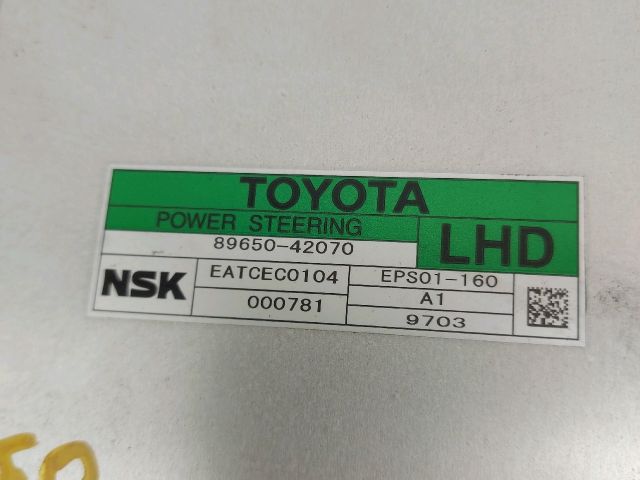 TOYOTA
POWER STEERING
89650-42070
LHD
NSK
EATCEC0104
EPS01-160
000781
A1
9703